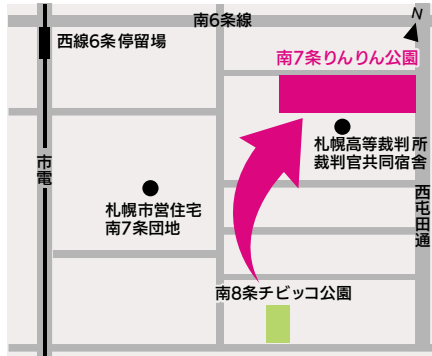 南6条線
N
西線6条停留場
南7条りんりん公園
札幌高等裁判所
裁判官共同宿舎
市電
札幌市営住宅
南7条団地
西屯田通
南8条チビッコ公園